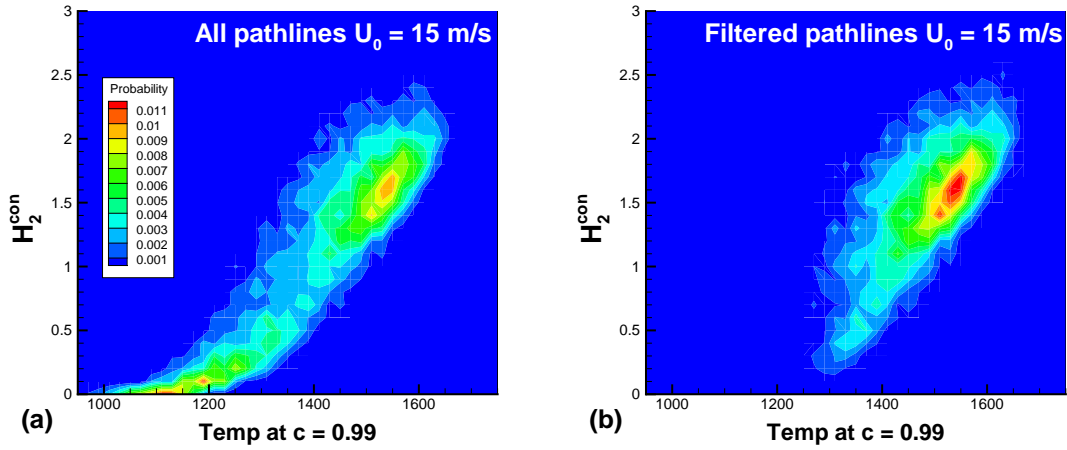 All pathlines U₀ = 15 m/s
3
2.5
2
1.5
1
0.5
0
H₂ᶜᵒⁿ
Probability
0.011
0.01
0.009
0.008
0.007
0.006
0.005
0.004
0.003
0.002
0.001
1000 1200 1400 1600
(a)
Temp at c = 0.99
Filtered pathlines U₀ = 15 m/s
3
2.5
2
1.5
1
0.5
0
H₂ᶜᵒⁿ
1000 1200 1400 1600
(b)
Temp at c = 0.99